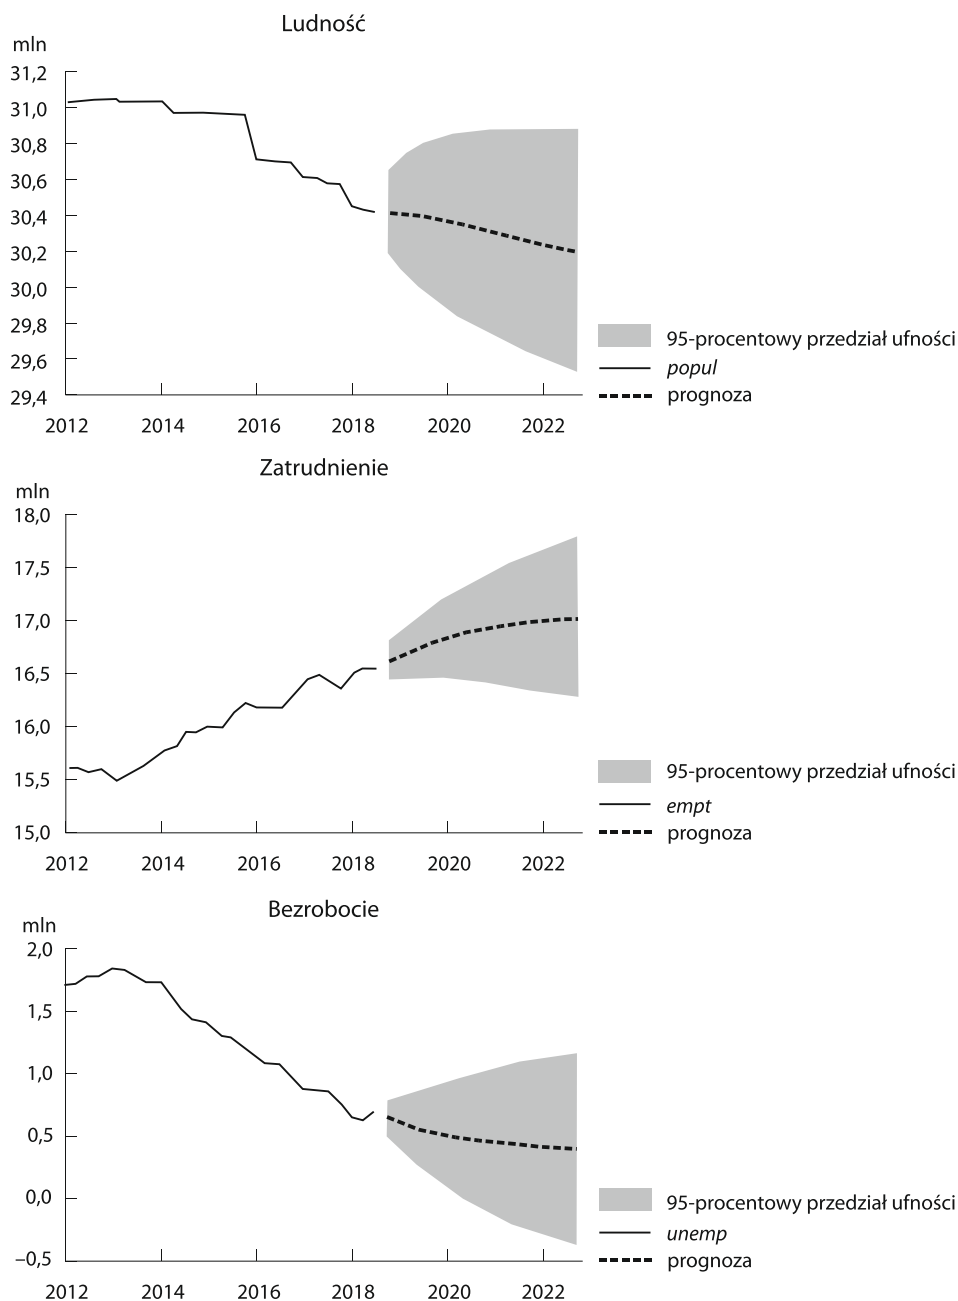 Ludność
mln
31,2
31,0
30,8
30,6
30,4
30,2
30,0
29,8
29,6
29,4
2012 2014 2016 2018 2020 2022
95-procentowy przedział ufności
popul
prognoza
Zatrudnienie
mln
18,0
17,5
17,0
16,5
16,0
15,5
15,0
2012 2014 2016 2018 2020 2022
95-procentowy przedział ufności
empt
prognoza
Bezrobocie
mln
2,0
1,5
1,0
0,5
0,0
–0,5
2012 2014 2016 2018 2020 2022
95-procentowy przedział ufności
unemp
prognoza